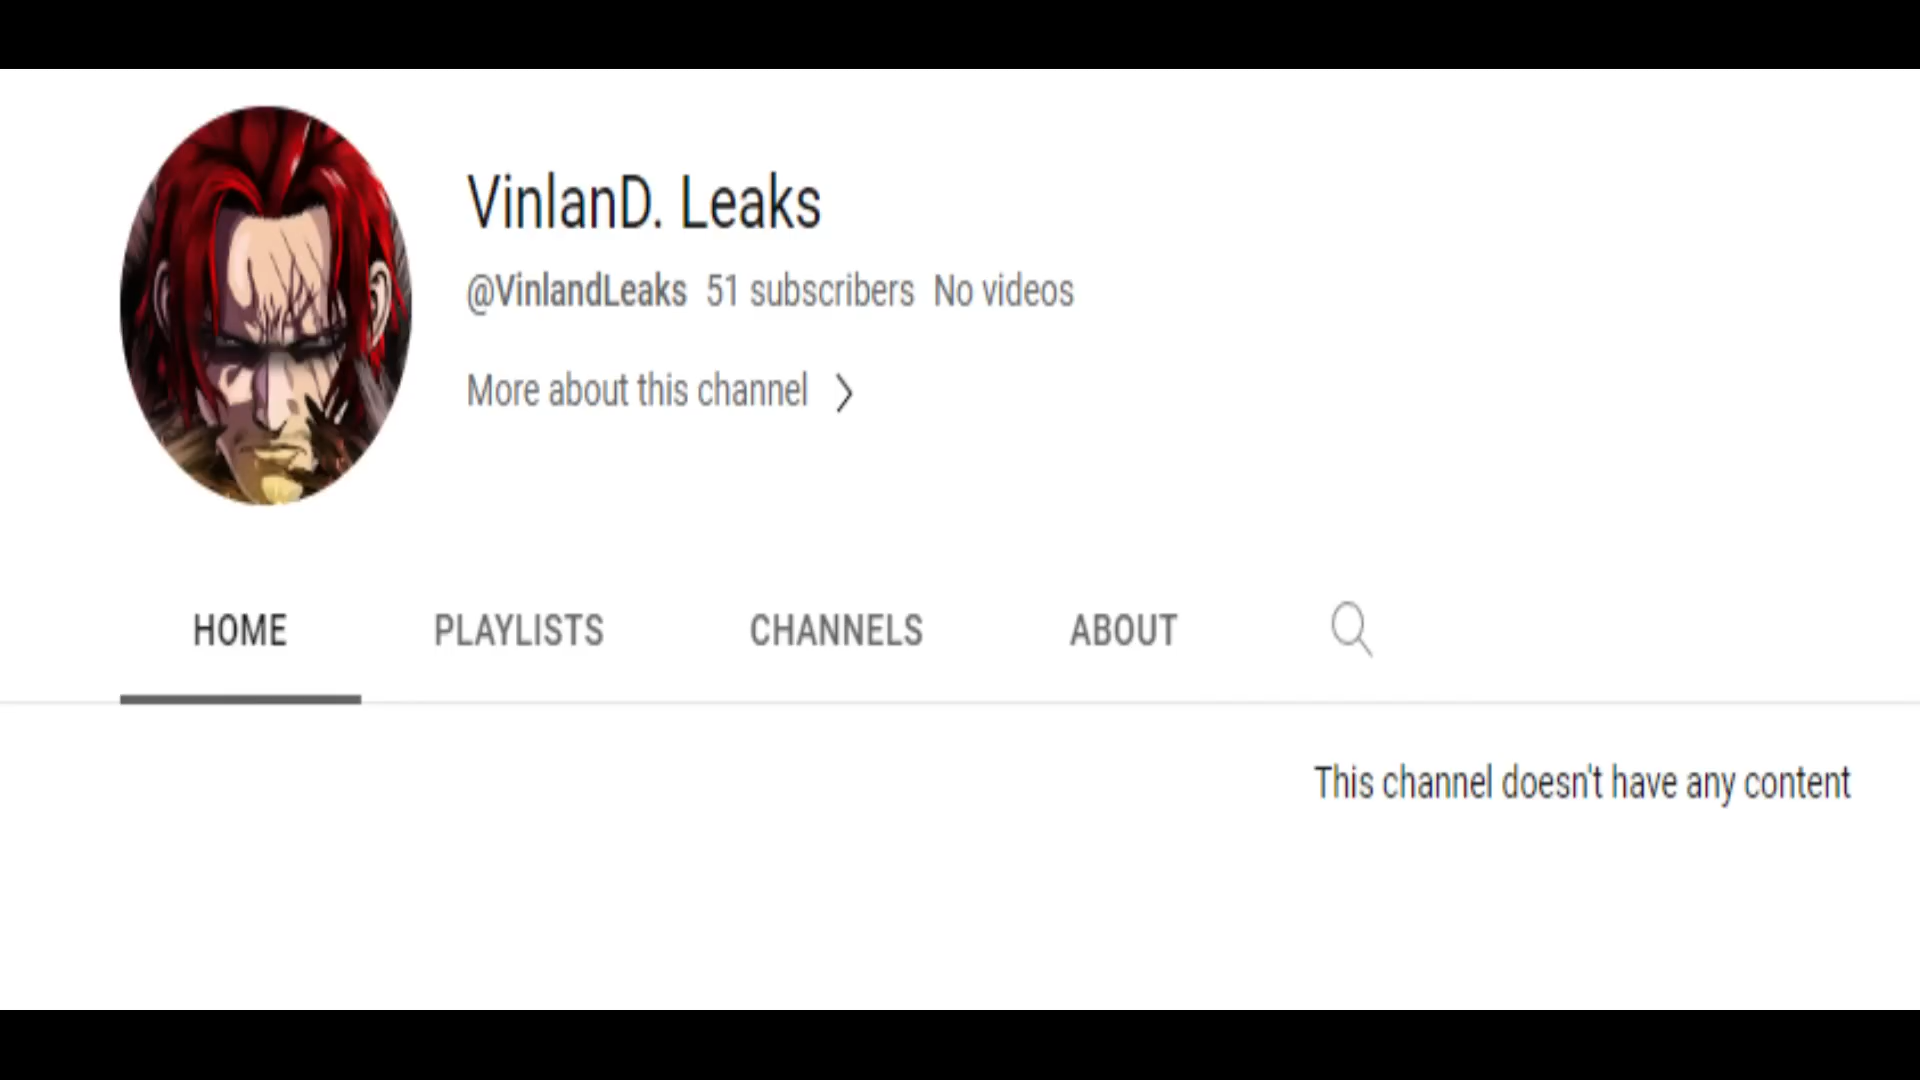 VinlanD. Leaks
@VinlandLeaks 51 subscribers No videos
More about this channel
HOME PLAYLISTS CHANNELS ABOUT
This channel doesn't have any content